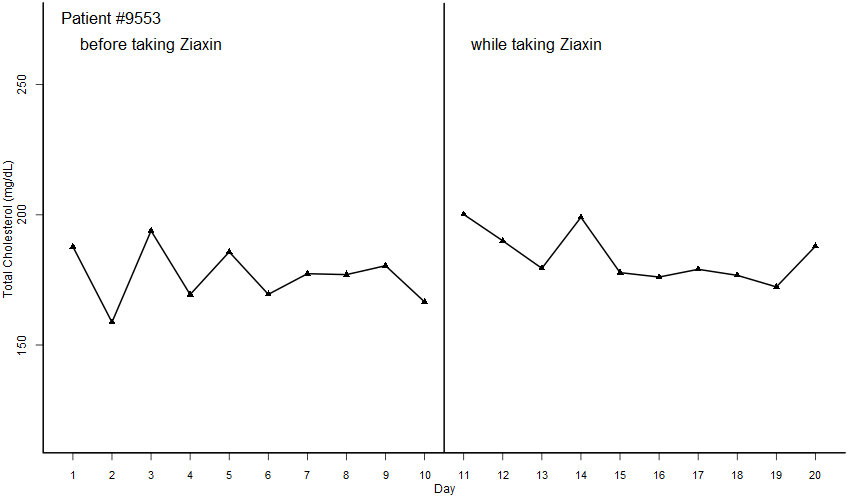 Patient #9553
before taking Ziaxin
while taking Ziaxin
Total Cholesterol (mg/dL)
250
200
150
1 2 3 4 5 6 7 8 9 10 11 12 13 14 15 16 17 18 19 20
Day